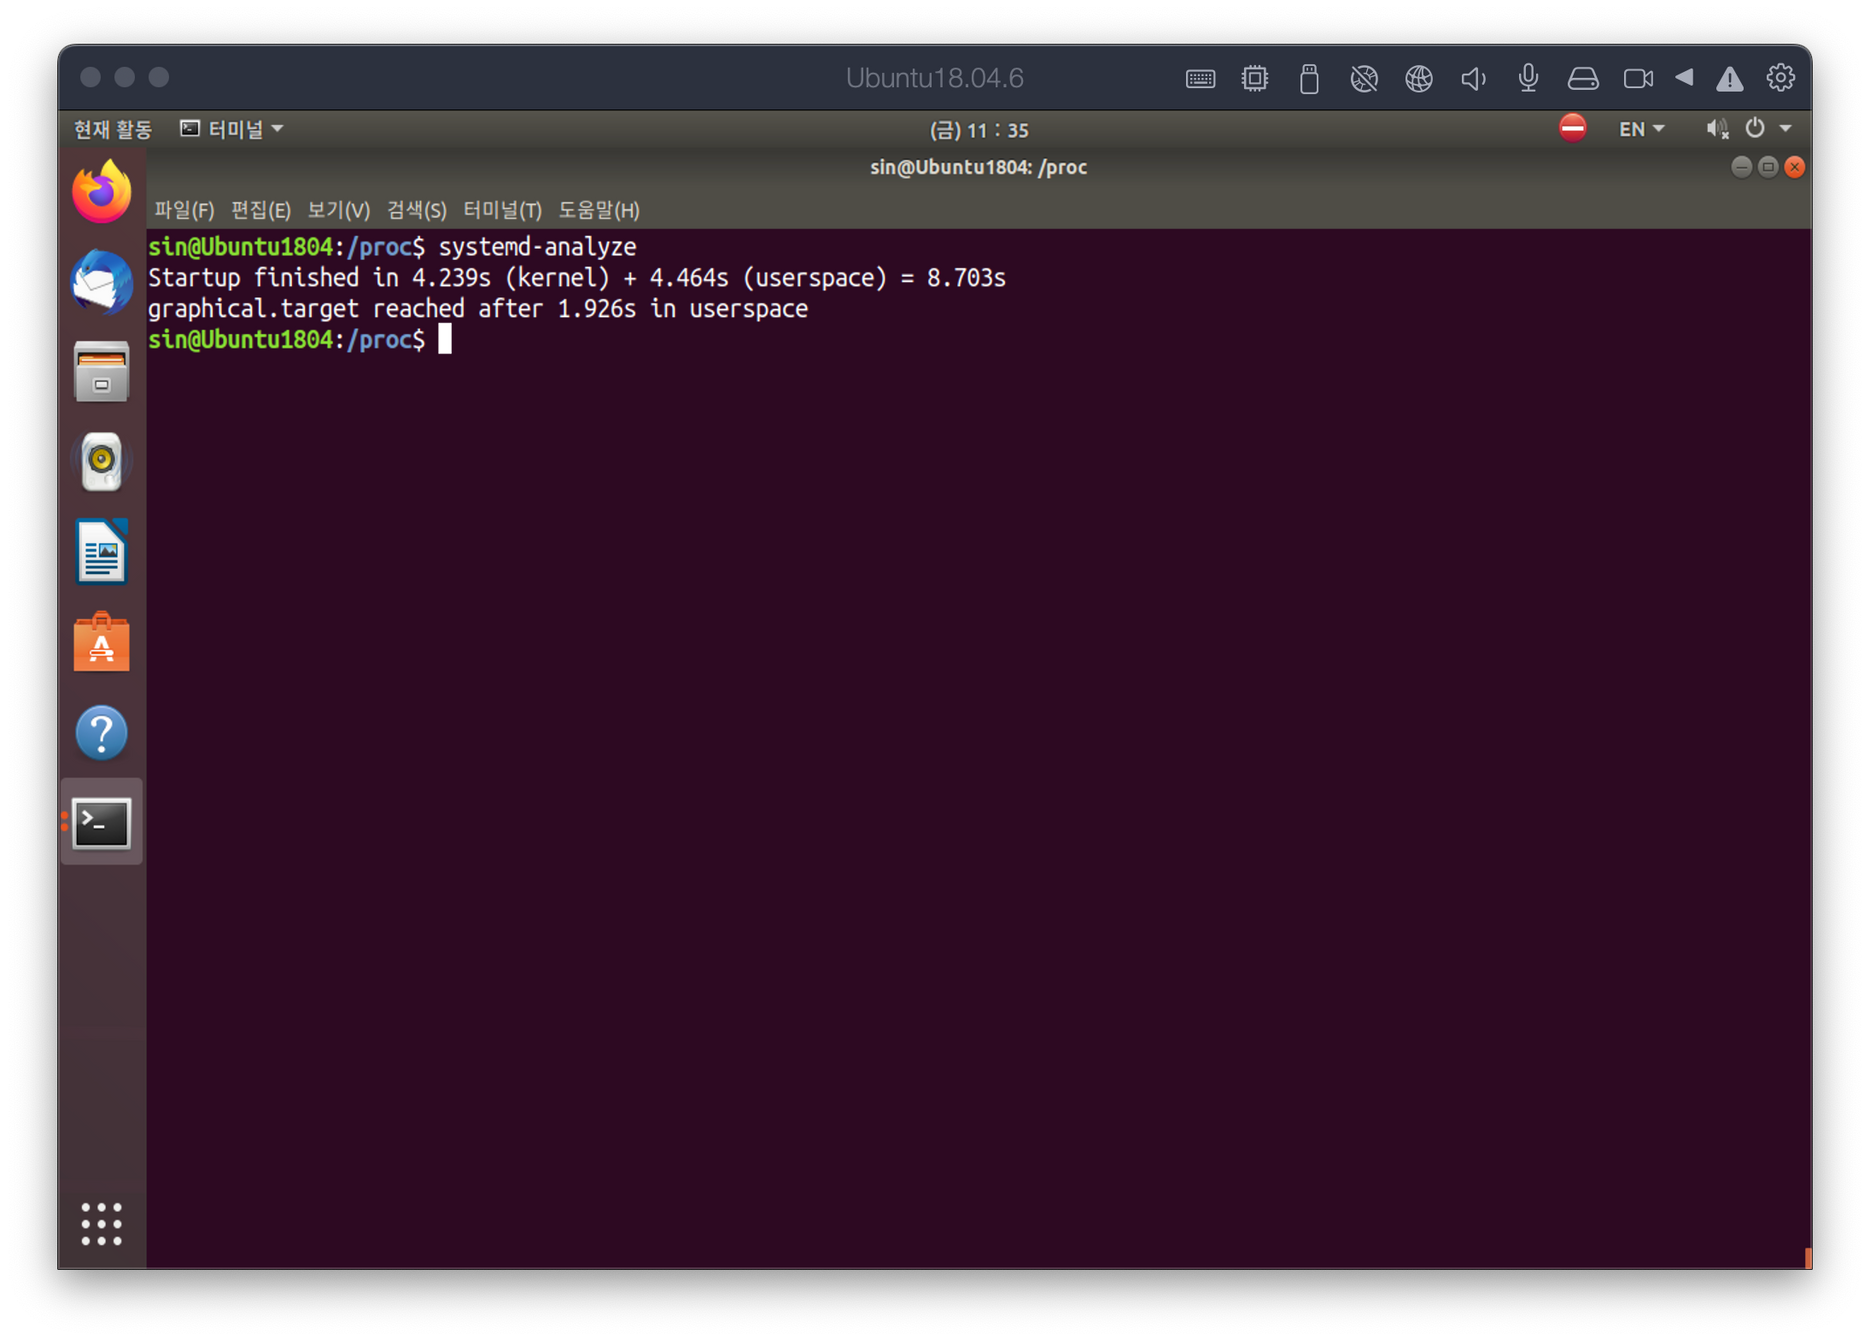 Ubuntu18.04.6
현재 활동 터미널 (금) 11 : 35 EN
sin@Ubuntu1804: /proc
파일(F) 편집(E) 보기(V) 검색(S) 터미널(T) 도움말(H)
sin@Ubuntu1804:/proc$ systemd-analyze
Startup finished in 4.239s (kernel) + 4.464s (userspace) = 8.703s
graphical.target reached after 1.926s in userspace
sin@Ubuntu1804:/proc$